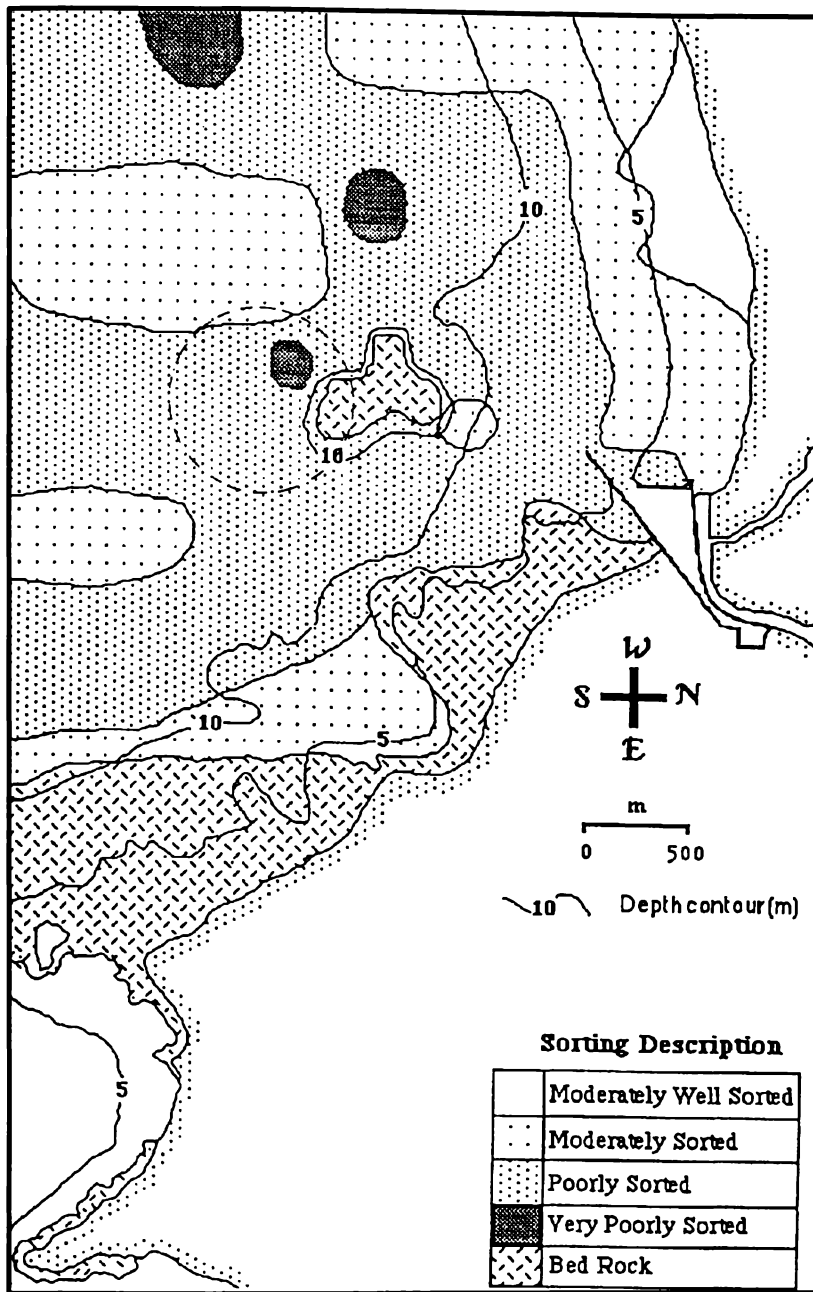 10
5
10
10
5
W
S N
E
m
0 500
10 Depth contour(m)
5
Sorting Description
Moderately Well Sorted
Moderately Sorted
Poorly Sorted
Very Poorly Sorted
Bed Rock